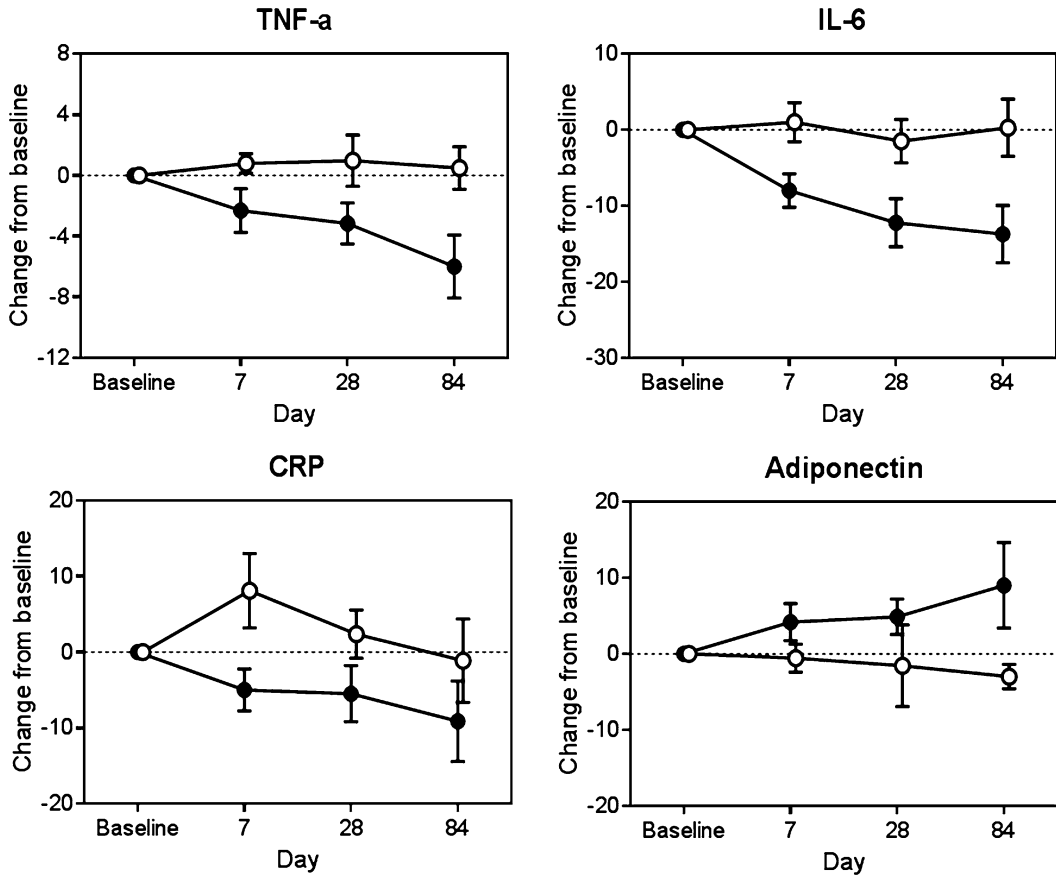 TNF-a
8
4
0
-4
-8
-12
Change from baseline
Baseline 7 28 84
Day
IL-6
10
0
-10
-20
-30
Change from baseline
Baseline 7 28 84
Day
CRP
20
10
0
-10
-20
Change from baseline
Baseline 7 28 84
Day
Adiponectin
20
10
0
-10
-20
Change from baseline
Baseline 7 28 84
Day